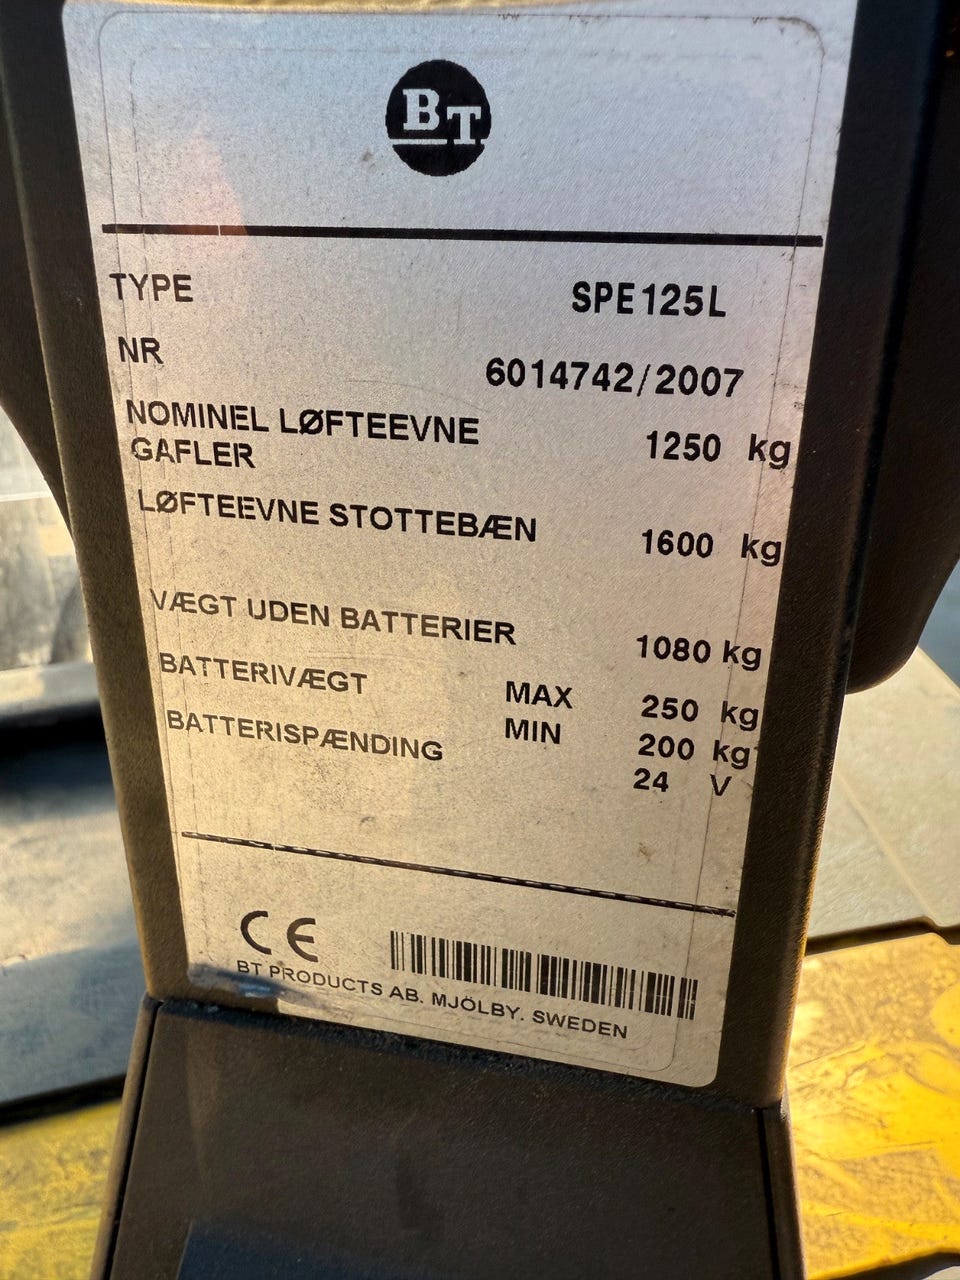 BT
TYPE SPE125L
NR 6014742/2007
NOMINEL LØFTEEVNE
GAFLER 1250 kg
LØFTEEVNE STOTTEBÆN 1600 kg
VÆGT UDEN BATTERIER 1080 kg
BATTERIVÆGT MAX 250 kg
MIN 200 kg
BATTERISPÆNDING 24 V
CE
BT PRODUCTS AB. MJÖLBY. SWEDEN